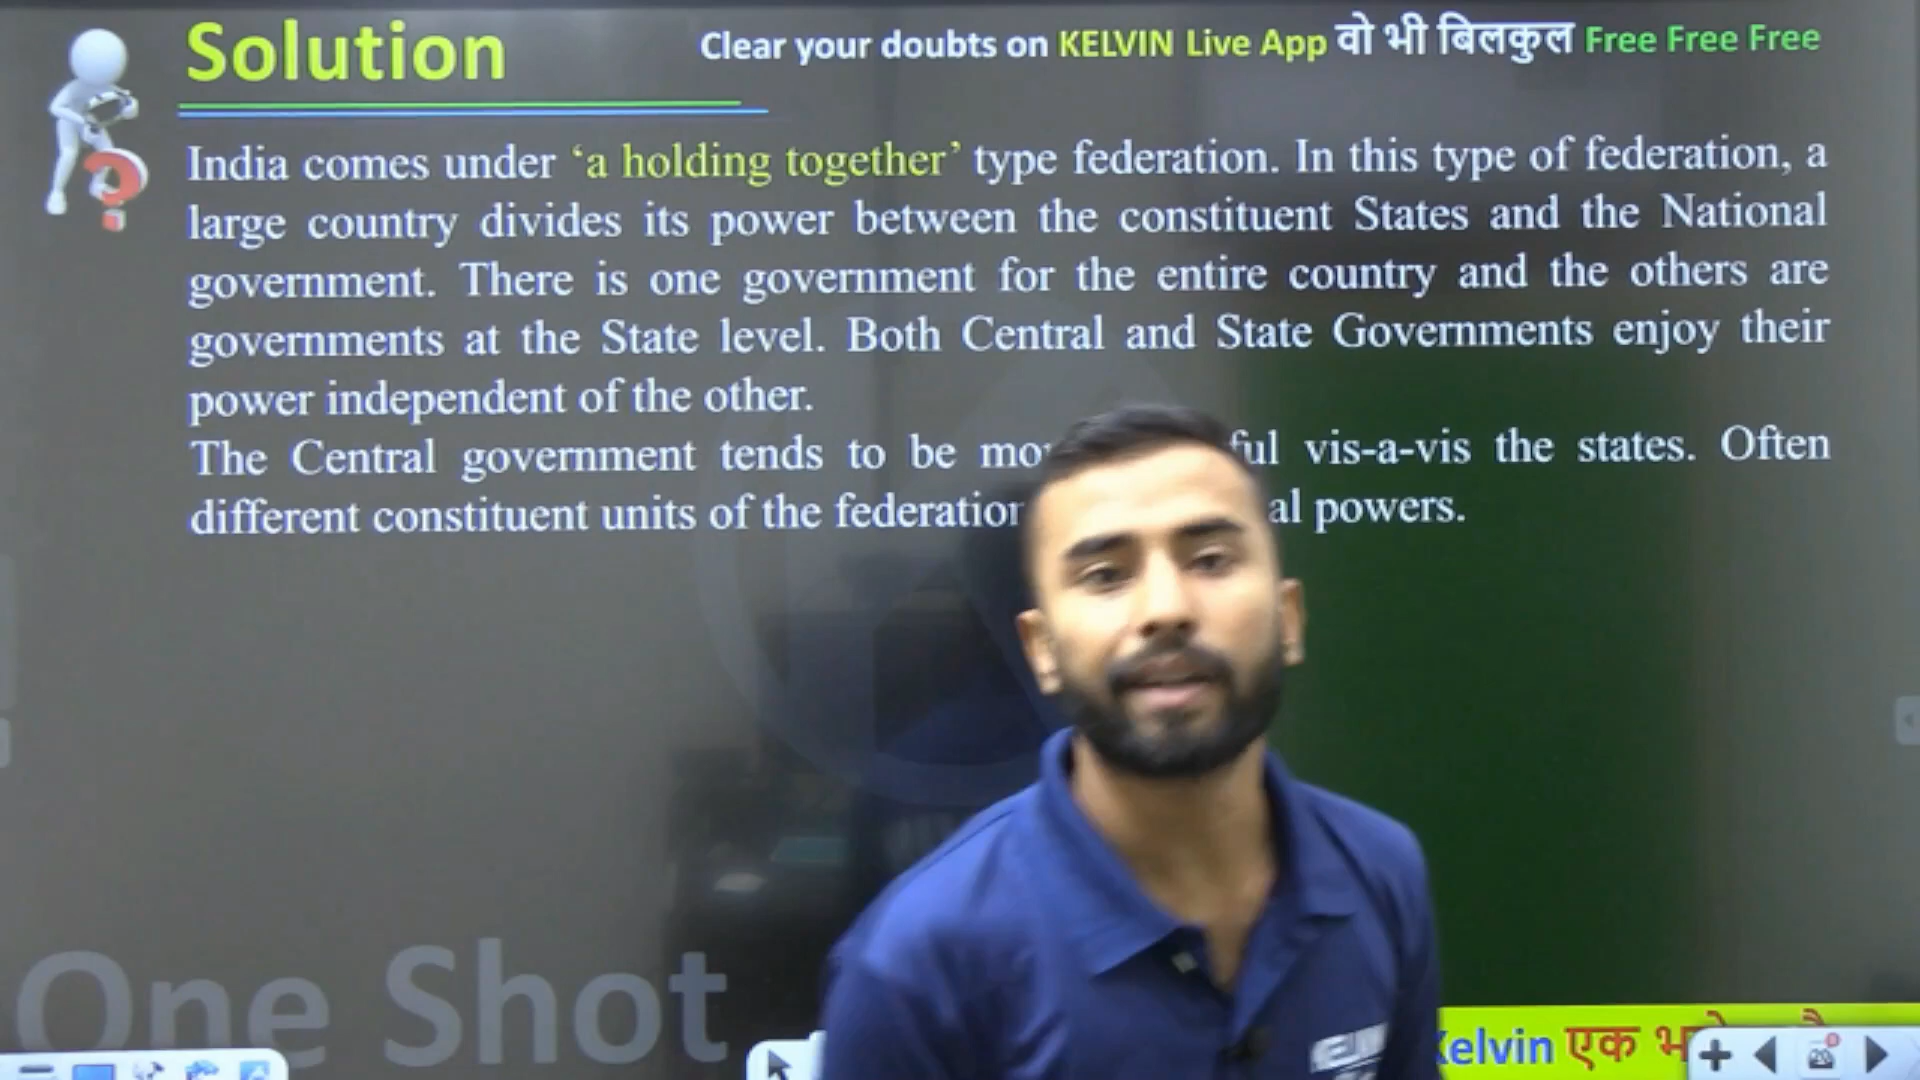 Solution
Clear your doubts on KELVIN Live App वो भी बिलकुल Free Free Free
India comes under ‘a holding together’ type federation. In this type of federation, a
large country divides its power between the constituent States and the National
government. There is one government for the entire country and the others are
governments at the State level. Both Central and State Governments enjoy their
power independent of the other.
The Central government tends to be vis-a-vis the states. Often
different constituent units of the federation powers.
One Shot
Kelvin एक